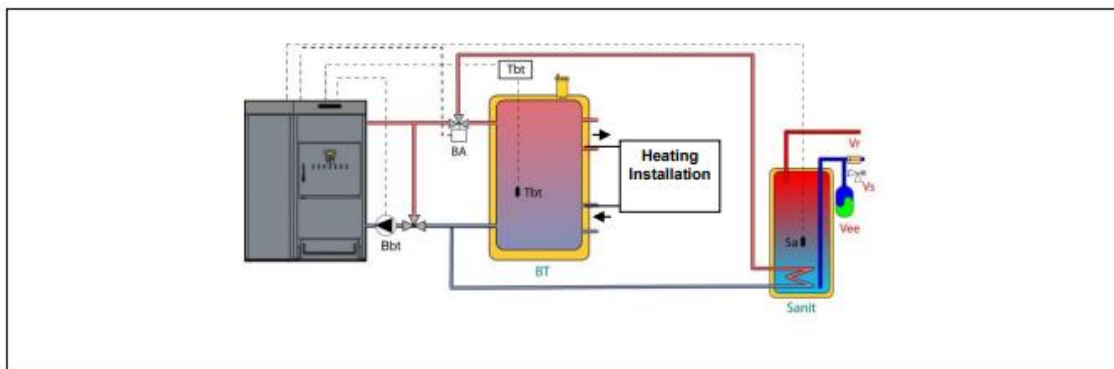 Tbt
BA
Heating
Installation
Vr
Vs
Tbt
Sa
Vee
Bbt
BT
Sanit